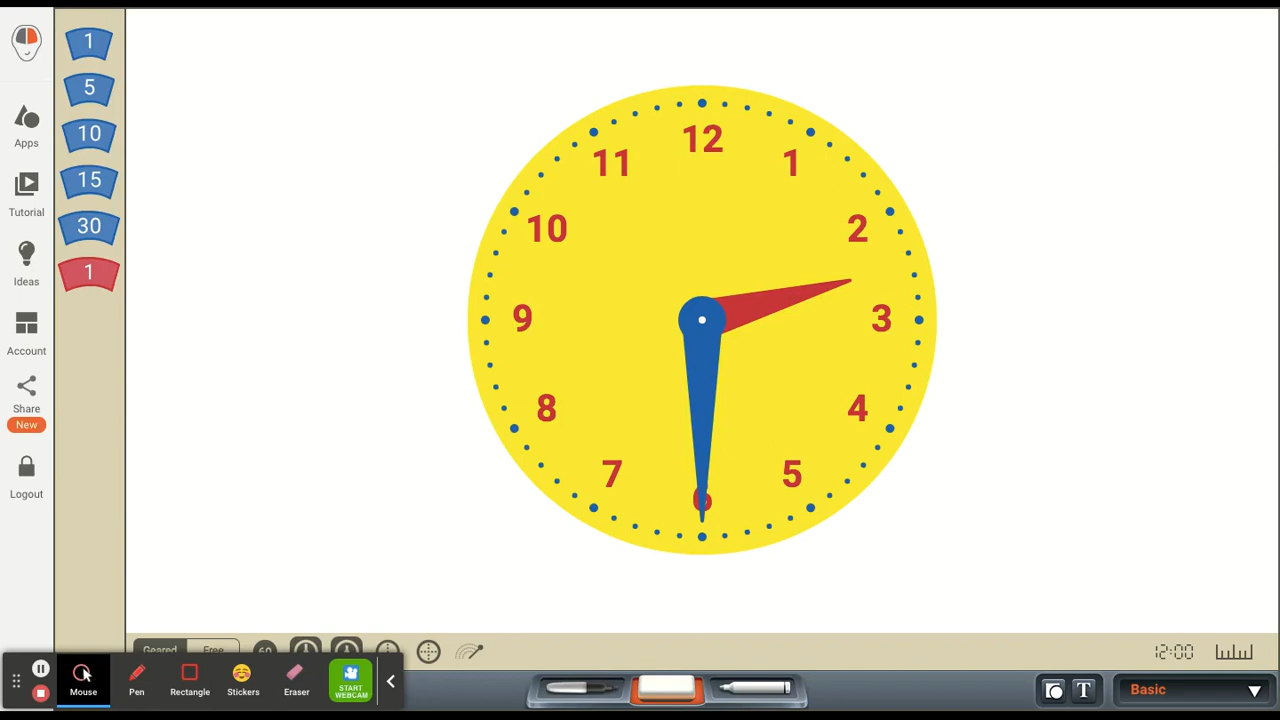 1
5
10
15
30
1
Apps
Tutorial
Ideas
Account
Share
New
Logout
12
11
1
10
2
9
3
8
4
7
5
6
Geared
Free
60
12:00
Mouse
Pen
Rectangle
Stickers
Eraser
START
WEBCAM
T
Basic